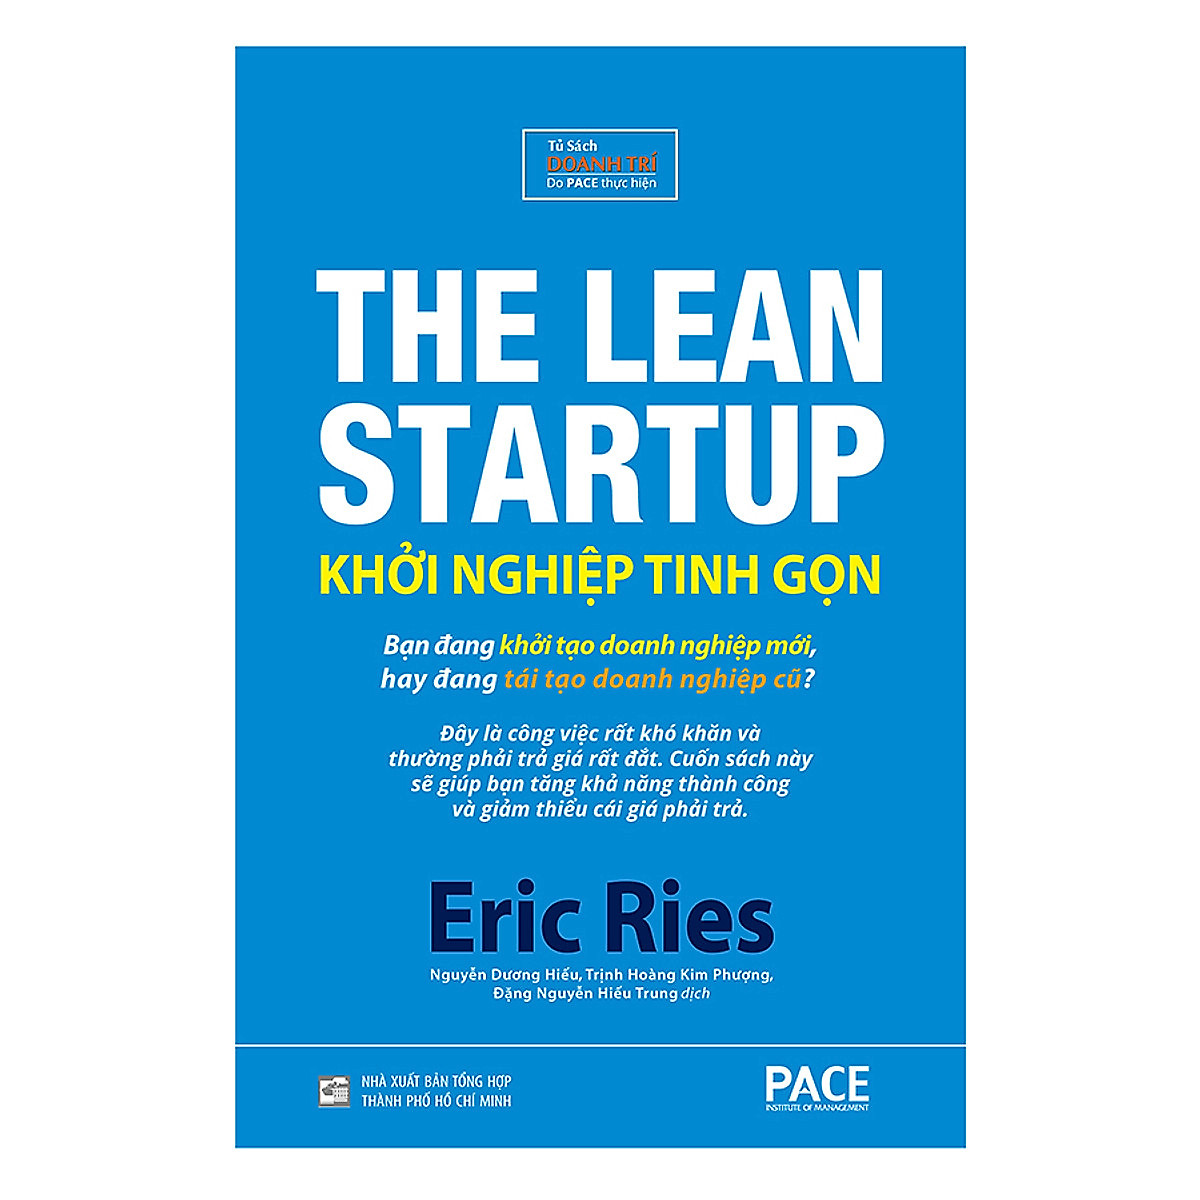 Tủ Sách
DOANH TRÍ
Do PACE thực hiện
THE LEAN
STARTUP
KHỞI NGHIỆP TINH GỌN
Bạn đang khởi tạo doanh nghiệp mới,
hay đang tái tạo doanh nghiệp cũ?
Đây là công việc rất khó khăn và
thường phải trả giá rất đắt. Cuốn sách này
sẽ giúp bạn tăng khả năng thành công
và giảm thiểu cái giá phải trả.
Eric Ries
Nguyễn Dương Hiếu, Trịnh Hoàng Kim Phượng,
Đặng Nguyễn Hiếu Trung dịch
NHÀ XUẤT BẢN TỔNG HỢP
THÀNH PHỐ HỒ CHÍ MINH
PACE
INSTITUTE OF MANAGEMENT